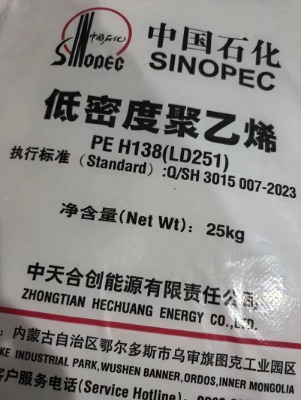 中国石化
SINOPEC
中国石化
SINOPEC
低密度聚乙烯
PE H138(LD251)
执行标准（Standard）:Q/SH 3015 007-2023
净含量(Net Wt)：25kg
中天合创能源有限责任公司
ZHONGTIAN HECHUANG ENERGY CO.,LTD.
：内蒙古自治区鄂尔多斯市乌审旗图克工业园区
KE INDUSTRIAL PARK,WUSHEN BANNER,ORDOS,INNER MONGOLIA
客户服务电话(Service Hotline)